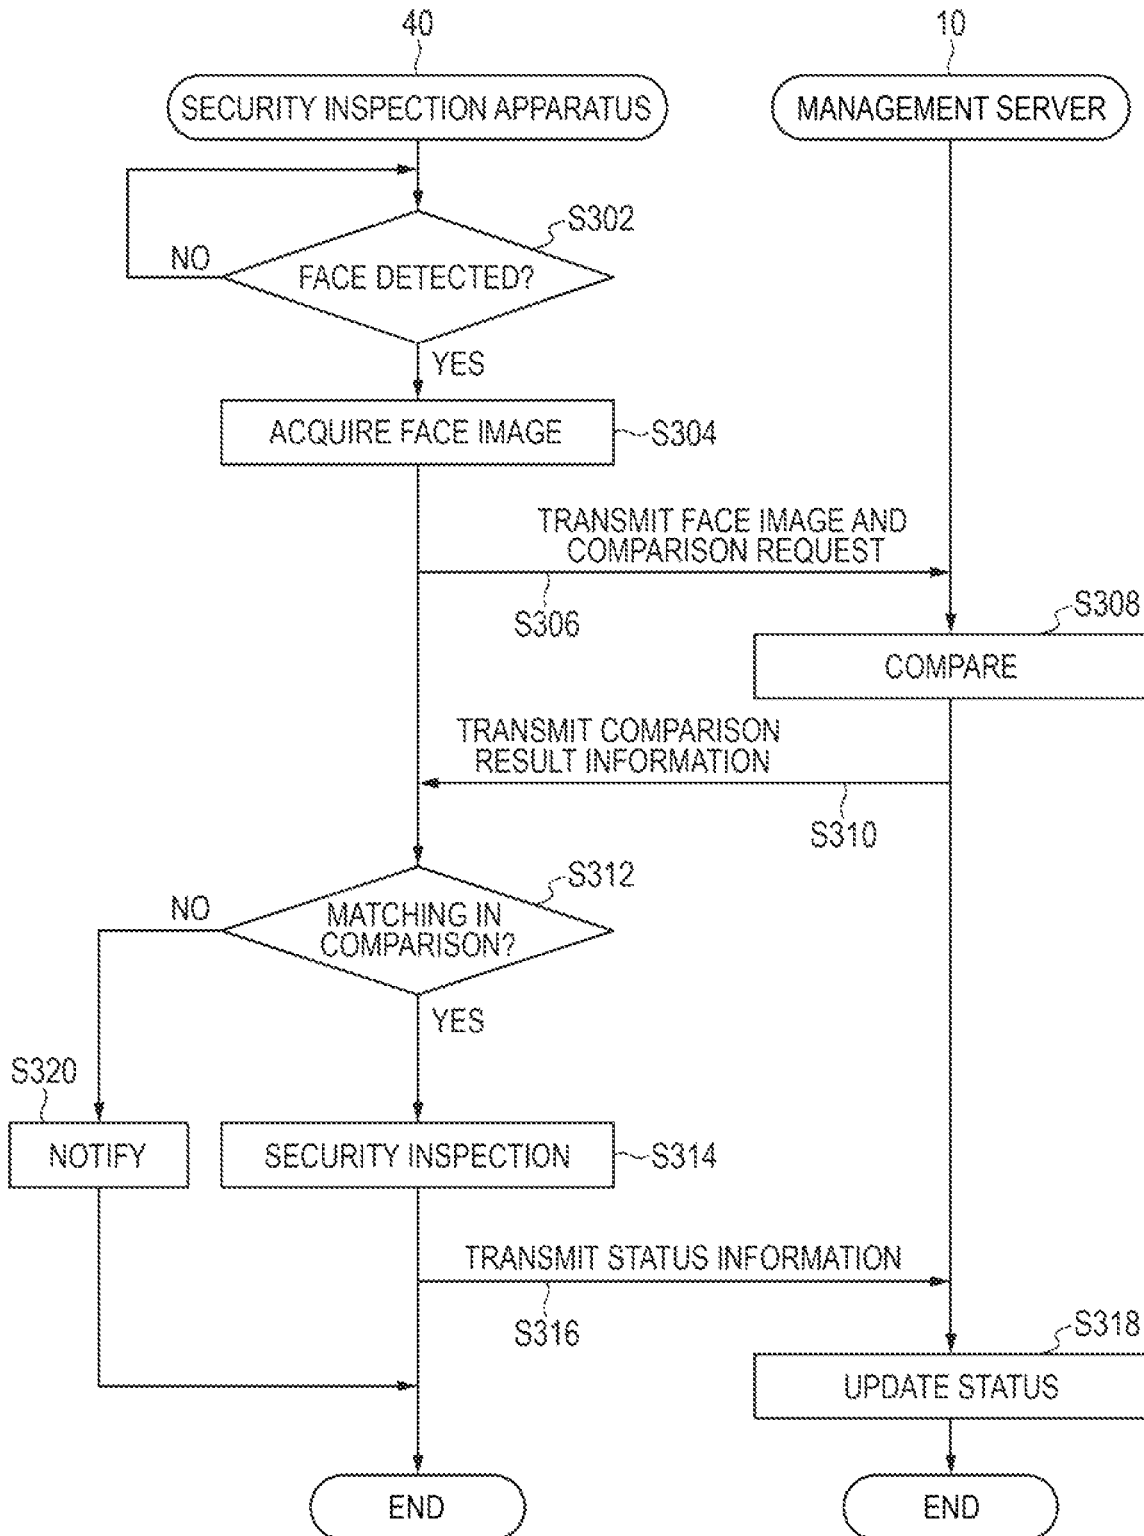 40
10
SECURITY INSPECTION APPARATUS
MANAGEMENT SERVER
S302
NO
FACE DETECTED?
YES
ACQUIRE FACE IMAGE
S304
TRANSMIT FACE IMAGE AND
COMPARISON REQUEST
S306
S308
COMPARE
TRANSMIT COMPARISON
RESULT INFORMATION
S310
S312
NO
MATCHING IN
COMPARISON?
YES
S320
NOTIFY
SECURITY INSPECTION
S314
TRANSMIT STATUS INFORMATION
S316
S318
UPDATE STATUS
END
END